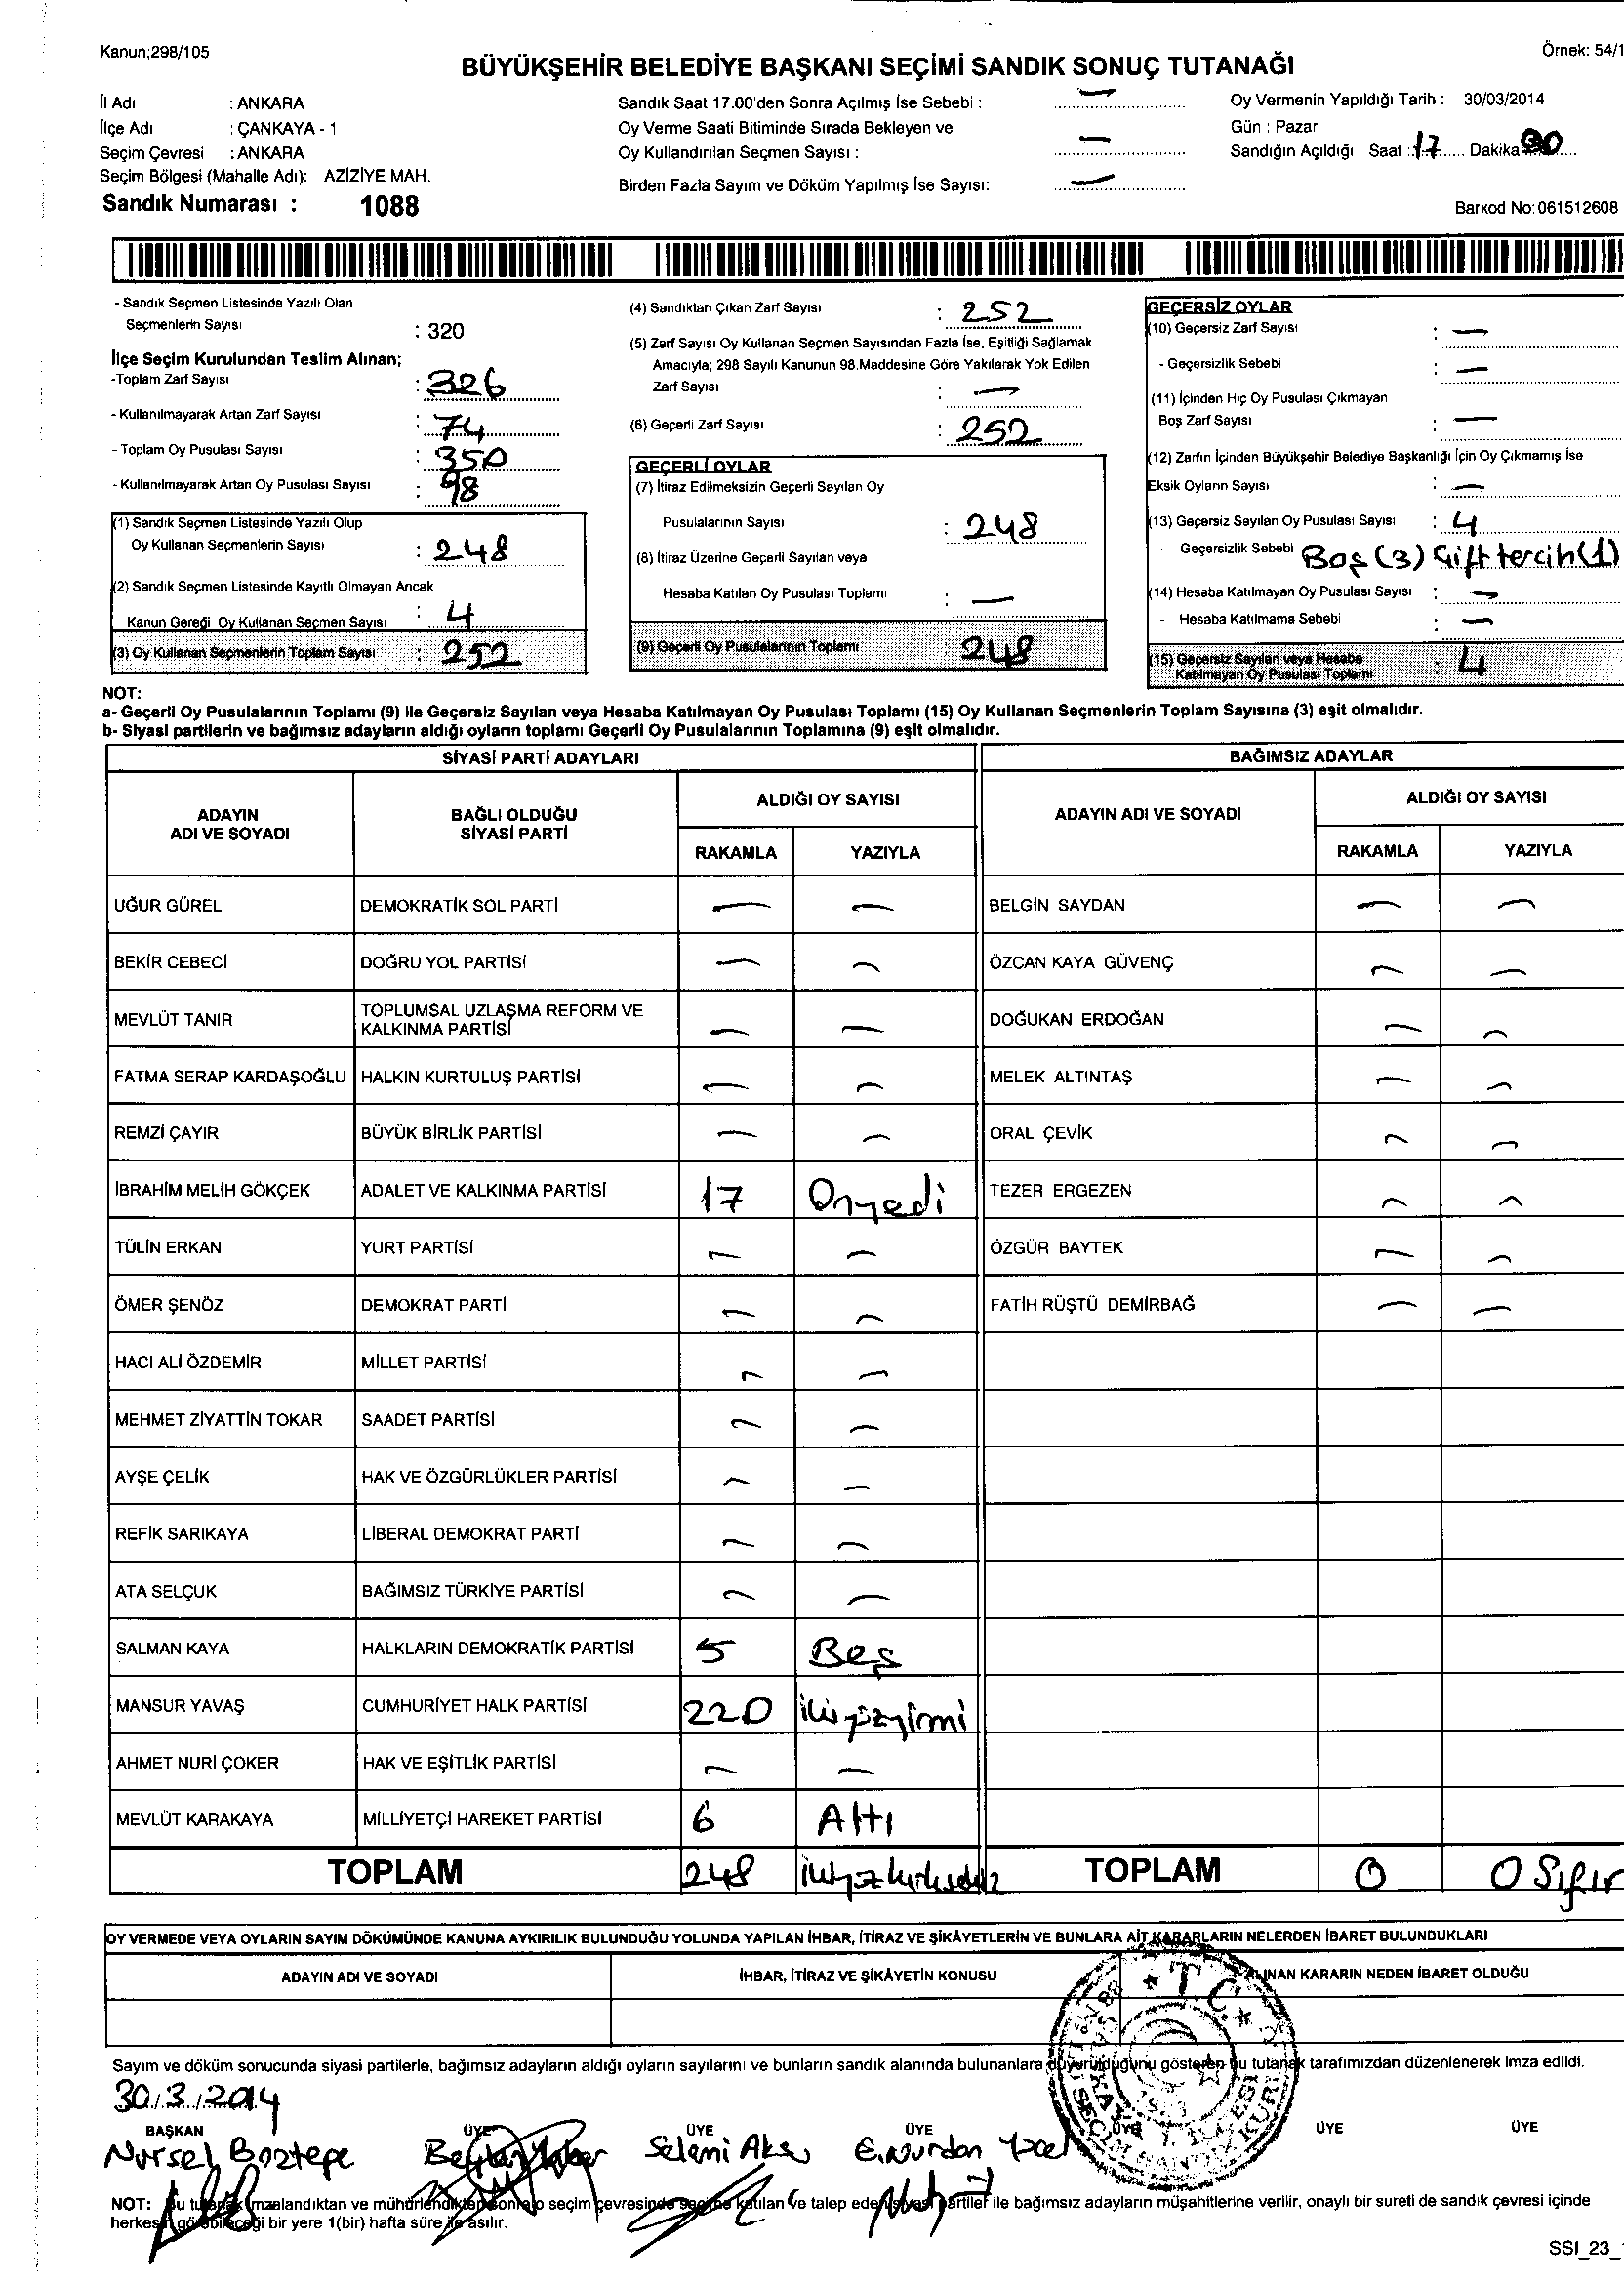 Kanun;298/105
Örnek: 54/1
BÜYÜKŞEHİR BELEDİYE BAŞKANI SEÇİMİ SANDIK SONUÇ TUTANAĞI
İl Adı : ANKARA
İlçe Adı : ÇANKAYA - 1
Seçim Çevresi : ANKARA
Seçim Bölgesi (Mahalle Adı): AZİZİYE MAH.
Sandık Numarası : 1088
Sandık Saat 17.00'den Sonra Açılmış İse Sebebi : —
Oy Verme Saati Bitiminde Sırada Bekleyen ve
Oy Kullandırılan Seçmen Sayısı : —
Birden Fazla Sayım ve Döküm Yapılmış İse Sayısı: —
Oy Vermenin Yapıldığı Tarih : 30/03/2014
Gün : Pazar
Sandığın Açıldığı Saat : 17 Dakika
Barkod No:061512608
- Sandık Seçmen Listesinde Yazılı Olan
Seçmenlerin Sayısı : 320
İlçe Seçim Kurulundan Teslim Alınan;
-Toplam Zarf Sayısı : 326
- Kullanılmayarak Artan Zarf Sayısı : 74
- Toplam Oy Pusulası Sayısı : 350
- Kullanılmayarak Artan Oy Pusulası Sayısı : 98
(1) Sandık Seçmen Listesinde Yazılı Olup
Oy Kullanan Seçmenlerin Sayısı : 248
(2) Sandık Seçmen Listesinde Kayıtlı Olmayan Ancak
Kanun Gereği Oy Kullanan Seçmen Sayısı : 4
(3) Oy Kullanan Seçmenlerin Toplam Sayısı : 252
(4) Sandıktan Çıkan Zarf Sayısı : 252
(5) Zarf Sayısı Oy Kullanan Seçmen Sayısından Fazla İse, Eşitliği Sağlamak
Amacıyla; 298 Sayılı Kanunun 98.Maddesine Göre Yakılarak Yok Edilen
Zarf Sayısı : —
(6) Geçerli Zarf Sayısı : 252
GEÇERLİ OYLAR
(7) İtiraz Edilmeksizin Geçerli Sayılan Oy
Pusulalarının Sayısı : 248
(8) İtiraz Üzerine Geçerli Sayılan veya
Hesaba Katılan Oy Pusulası Toplamı : —
(9) Geçerli Oy Pusulalarının Toplamı 248
GEÇERSİZ OYLAR
(10) Geçersiz Zarf Sayısı : —
- Geçersizlik Sebebi : —
(11) İçinden Hiç Oy Pusulası Çıkmayan
Boş Zarf Sayısı : —
(12) Zarfın İçinden Büyükşehir Belediye Başkanlığı İçin Oy Çıkmamış İse
Eksik Oyların Sayısı : —
(13) Geçersiz Sayılan Oy Pusulası Sayısı : 4
- Geçersizlik Sebebi Boş (3) Çift tercih (1)
(14) Hesaba Katılmayan Oy Pusulası Sayısı : —
- Hesaba Katılmama Sebebi : —
(15) Geçersiz Sayılan veya Hesaba
Katılmayan Oy Pusulası Toplamı : 4
NOT:
a- Geçerli Oy Pusulalarının Toplamı (9) ile Geçersiz Sayılan veya Hesaba Katılmayan Oy Pusulası Toplamı (15) Oy Kullanan Seçmenlerin Toplam Sayısına (3) eşit olmalıdır.
b- Siyasi partilerin ve bağımsız adayların aldığı oyların toplamı Geçerli Oy Pusulalarının Toplamına (9) eşit olmalıdır.
SİYASİ PARTİ ADAYLARI BAĞIMSIZ ADAYLAR
ADAYIN ADI VE SOYADI BAĞLI OLDUĞU SİYASİ PARTİ ALDIĞI OY SAYISI ADAYIN ADI VE SOYADI ALDIĞI OY SAYISI
RAKAMLA YAZIYLA RAKAMLA YAZIYLA
UĞUR GÜREL DEMOKRATİK SOL PARTİ — — BELGİN SAYDAN — —
BEKİR CEBECİ DOĞRU YOL PARTİSİ — — ÖZCAN KAYA GÜVENÇ — —
MEVLÜT TANIR TOPLUMSAL UZLAŞMA REFORM VE KALKINMA PARTİSİ — — DOĞUKAN ERDOĞAN — —
FATMA SERAP KARDAŞOĞLU HALKIN KURTULUŞ PARTİSİ — — MELEK ALTINTAŞ — —
REMZİ ÇAYIR BÜYÜK BİRLİK PARTİSİ — — ORAL ÇEVİK — —
İBRAHİM MELİH GÖKÇEK ADALET VE KALKINMA PARTİSİ 17 Onyedi TEZER ERGEZEN — —
TÜLİN ERKAN YURT PARTİSİ — — ÖZGÜR BAYTEK — —
ÖMER ŞENÖZ DEMOKRAT PARTİ — — FATİH RÜŞTÜ DEMİRBAĞ — —
HACI ALİ ÖZDEMİR MİLLET PARTİSİ — —
MEHMET ZİYATTİN TOKAR SAADET PARTİSİ — —
AYŞE ÇELİK HAK VE ÖZGÜRLÜKLER PARTİSİ — —
REFİK SARIKAYA LİBERAL DEMOKRAT PARTİ — —
ATA SELÇUK BAĞIMSIZ TÜRKİYE PARTİSİ — —
SALMAN KAYA HALKLARIN DEMOKRATİK PARTİSİ 5 Beş
MANSUR YAVAŞ CUMHURİYET HALK PARTİSİ 220 ikiyüzyirmi
AHMET NURİ ÇOKER HAK VE EŞİTLİK PARTİSİ — —
MEVLÜT KARAKAYA MİLLİYETÇİ HAREKET PARTİSİ 6 Altı
TOPLAM 248 ikiyüzkırksekiz TOPLAM 0 0 Sıfır
OY VERMEDE VEYA OYLARIN SAYIM DÖKÜMÜNDE KANUNA AYKIRILIK BULUNDUĞU YOLUNDA YAPILAN İHBAR, İTİRAZ VE ŞİKÂYETLERİN VE BUNLARA AİT KARARLARIN NELERDEN İBARET BULUNDUKLARI
ADAYIN ADI VE SOYADI İHBAR, İTİRAZ VE ŞİKÂYETİN KONUSU ALINAN KARARIN NEDEN İBARET OLDUĞU
T.C.
Sayım ve döküm sonucunda siyasi partilerle, bağımsız adayların aldığı oyların sayılarını ve bunların sandık alanında bulunanlara duyurulduğunu gösteren bu tutanak tarafımızdan düzenlenerek imza edildi.
30/3/2014
BAŞKAN ÜYE ÜYE ÜYE ÜYE ÜYE ÜYE
Nursel Boztepe Selami Aksu E.Nurdan Yücel
NOT: Bu tutanak imzalandıktan ve mühürlendikten sonra o seçim çevresinde seçime katılan ve talep eden siyasi partiler ile bağımsız adayların müşahitlerine verilir, onaylı bir sureti de sandık çevresi içinde
herkesin görebileceği bir yere 1(bir) hafta süre ile asılır.
SSI_23_